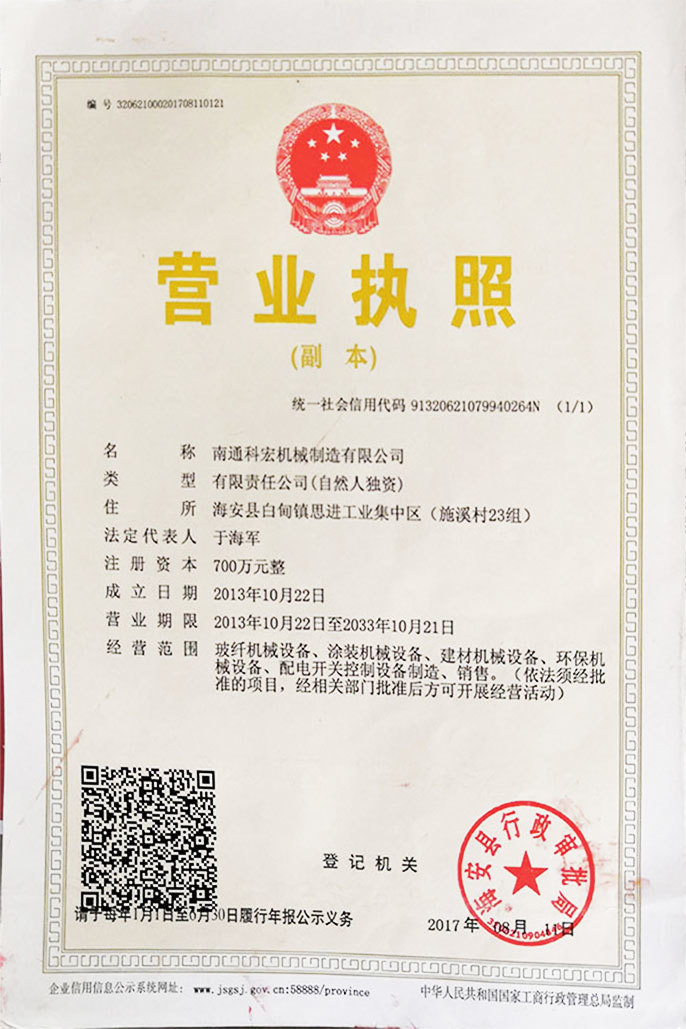 编 号 320621000201708110121
营业执照
(副 本)
统一社会信用代码 91320621079940264N （1/1）
名 称 南通科宏机械制造有限公司
类 型 有限责任公司(自然人独资)
住 所 海安县白甸镇思进工业集中区（施溪村23组）
法定代表人 于海军
注册资本 700万元整
成立日期 2013年10月22日
营业期限 2013年10月22日至2033年10月21日
经营范围 玻纤机械设备、涂装机械设备、建材机械设备、环保机
械设备、配电开关控制设备制造、销售。（依法须经批
准的项目，经相关部门批准后方可开展经营活动）
登记机关
海安县行政审批局
请于每年1月1日至6月30日履行年报公示义务
2017年 08月 11日
企业信用信息公示系统网址： www.jsgsj.gov.cn:58888/province
中华人民共和国国家工商行政管理总局监制